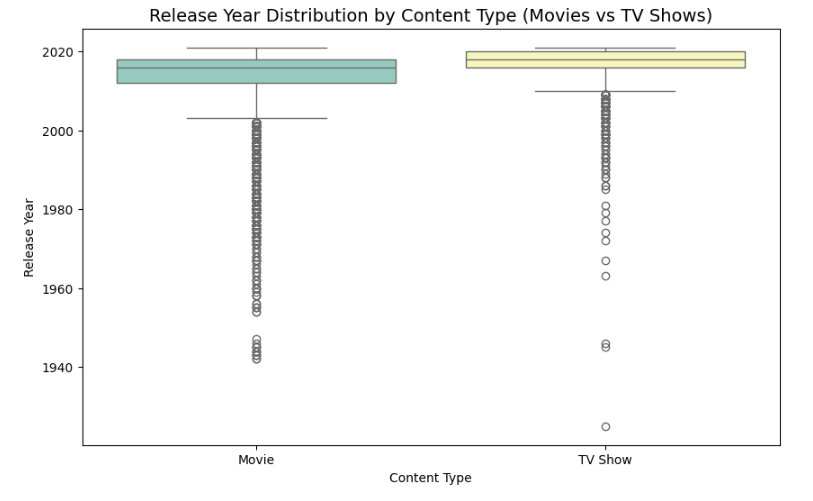 Release Year Distribution by Content Type (Movies vs TV Shows)
2020
2000
1980
1960
1940
Release Year
Movie
TV Show
Content Type